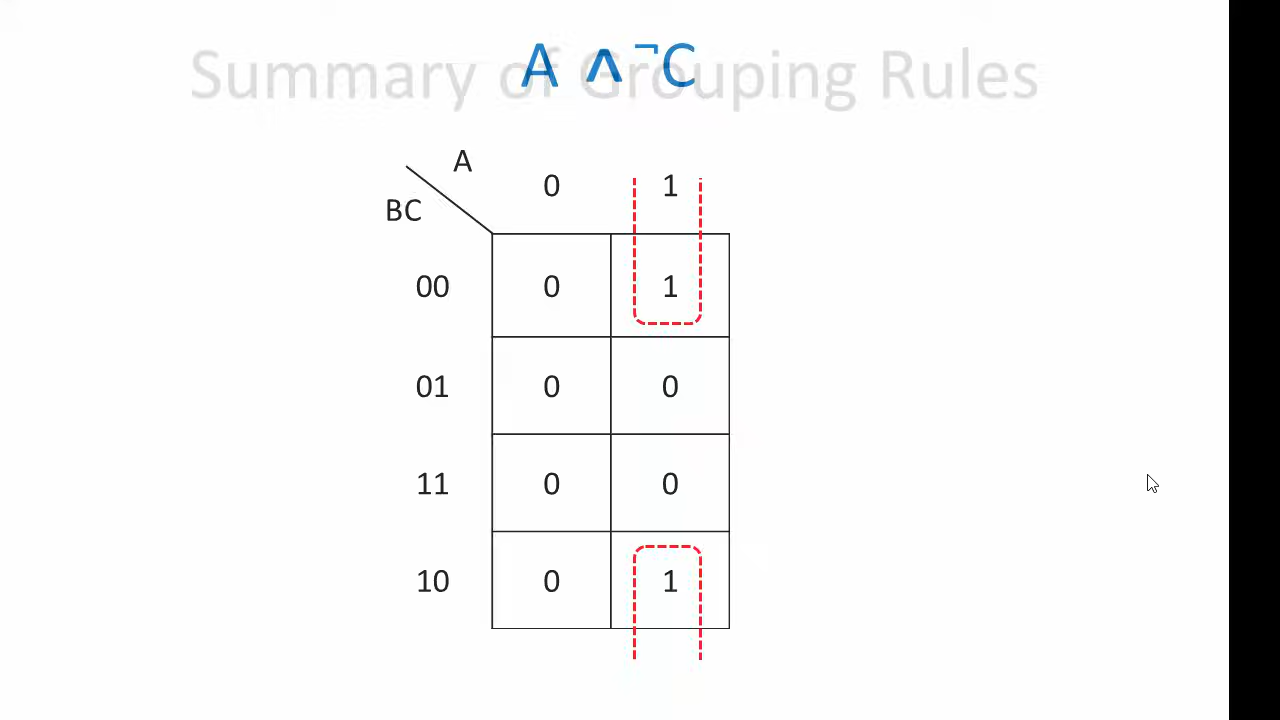 A ∧ ¬C
Summary of Grouping Rules
A
BC
0 1
00 0 1
01 0 0
11 0 0
10 0 1